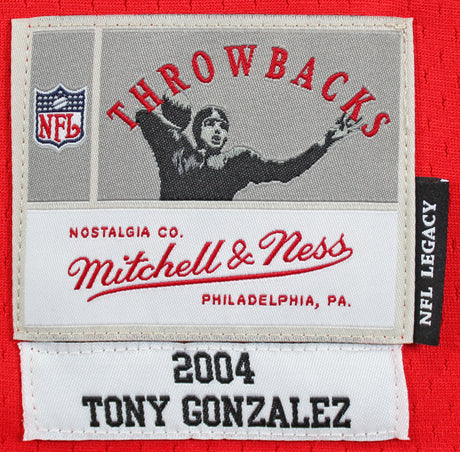 THROWBACKS
NFL
NOSTALGIA CO.
Mitchell & Ness
PHILADELPHIA, PA.
NFL LEGACY
2004
TONY GONZALEZ